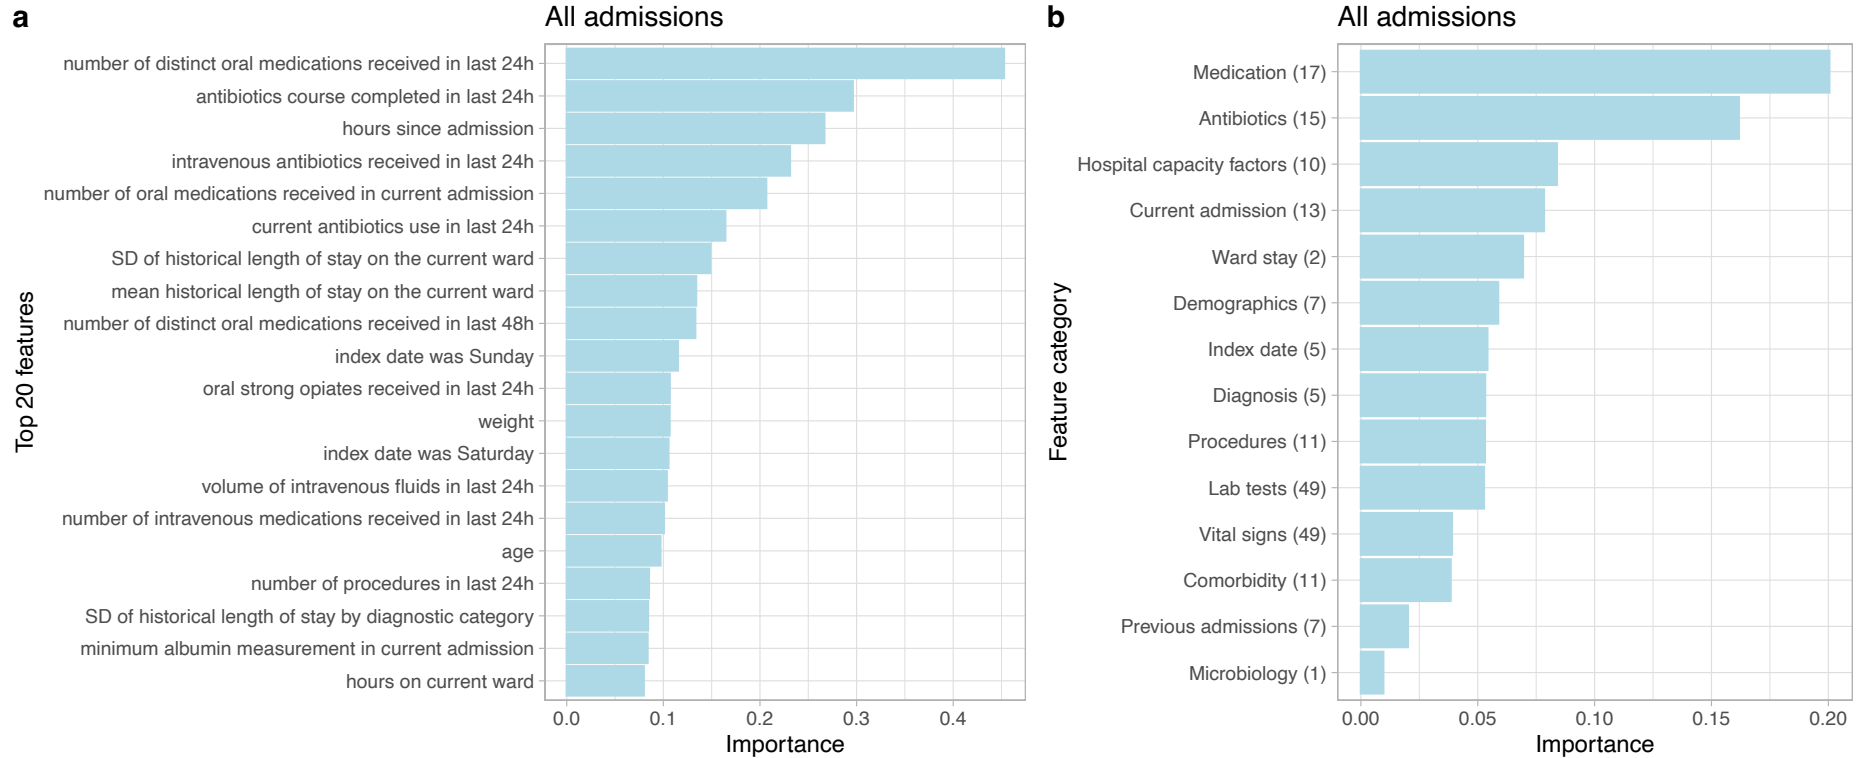 a
All admissions
Top 20 features
number of distinct oral medications received in last 24h
antibiotics course completed in last 24h
hours since admission
intravenous antibiotics received in last 24h
number of oral medications received in current admission
current antibiotics use in last 24h
SD of historical length of stay on the current ward
mean historical length of stay on the current ward
number of distinct oral medications received in last 48h
index date was Sunday
oral strong opiates received in last 24h
weight
index date was Saturday
volume of intravenous fluids in last 24h
number of intravenous medications received in last 24h
age
number of procedures in last 24h
SD of historical length of stay by diagnostic category
minimum albumin measurement in current admission
hours on current ward
0.0 0.1 0.2 0.3 0.4
Importance
b
All admissions
Feature category
Medication (17)
Antibiotics (15)
Hospital capacity factors (10)
Current admission (13)
Ward stay (2)
Demographics (7)
Index date (5)
Diagnosis (5)
Procedures (11)
Lab tests (49)
Vital signs (49)
Comorbidity (11)
Previous admissions (7)
Microbiology (1)
0.00 0.05 0.10 0.15 0.20
Importance